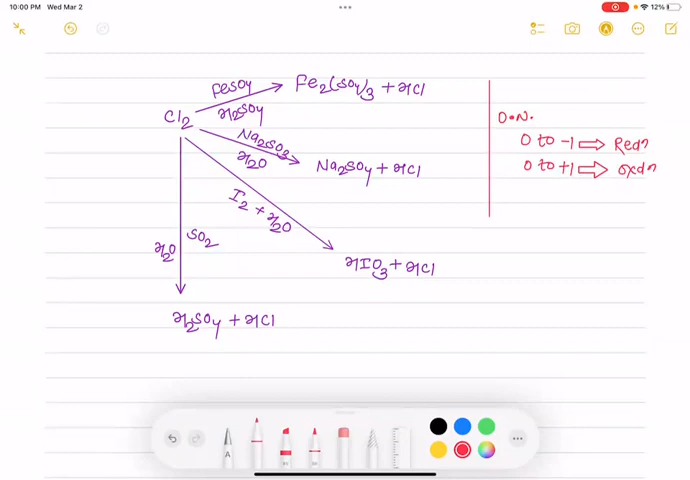 10:00 PM Wed Mar 2
12%
FeSO4
Fe2(SO4)3 + HCl
H2SO4
Cl2
Na2SO3
H2O
Na2SO4 + HCl
I2 + H2O
HIO3 + HCl
H2O
SO2
H2SO4 + HCl
O.N.
0 to -1 ⇒ Redn
0 to +1 ⇒ oxdn
A